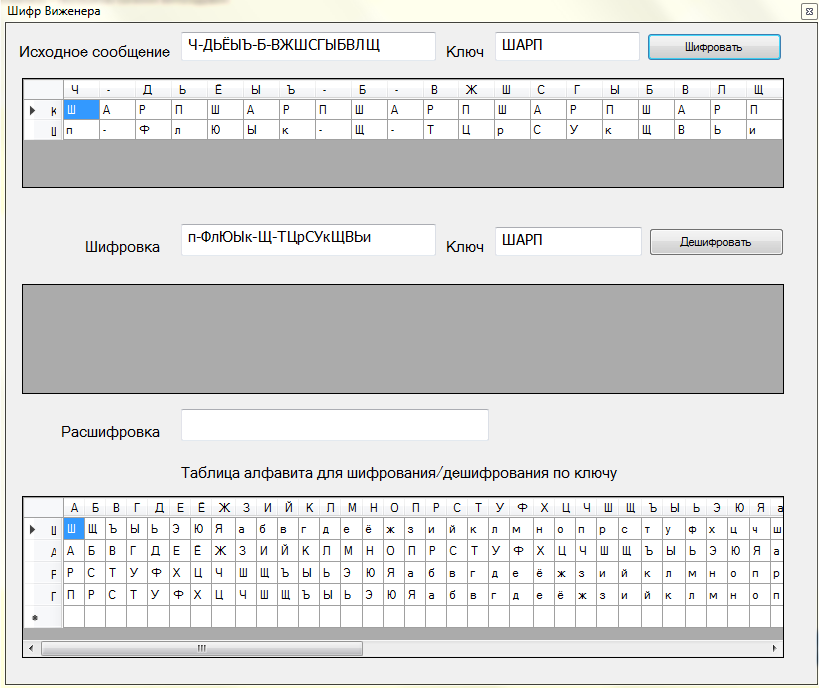 Шифр Виженера
Исходное сообщение Ч-ДЬЁЫЪ-Б-ВЖШСГЫБВЛЩ Ключ ШАРП Шифровать
Ч - Д Ь Ё Ы Ъ - Б - В Ж Ш С Г Ы Б В Л Щ
К Ш А Р П Ш А Р П Ш А Р П Ш А Р П Ш А Р П
п - Ф л Ю Ы к - Щ - Т Ц р С У к Щ В Ь и
Шифровка п-ФлЮЫк-Щ-ТЦрСУкЩВЬи Ключ ШАРП Дешифровать
Расшифровка
Таблица алфавита для шифрования/дешифрования по ключу
А Б В Г Д Е Ё Ж З И Й К Л М Н О П Р С Т У Ф Х Ц Ч Ш Щ Ъ Ы Ь Э Ю Я а
Ш Щ Ъ Ы Ь Э Ю Я а б в г д е ё ж з и й к л м н о п р с т у ф х ц ч ш
А Б В Г Д Е Ё Ж З И Й К Л М Н О П Р С Т У Ф Х Ц Ч Ш Щ Ъ Ы Ь Э Ю Я а
Р С Т У Ф Х Ц Ч Ш Щ Ъ Ы Ь Э Ю Я а б в г д е ё ж з и й к л м н о п р
П Р С Т У Ф Х Ц Ч Ш Щ Ъ Ы Ь Э Ю Я а б в г д е ё ж з и й к л м н о п